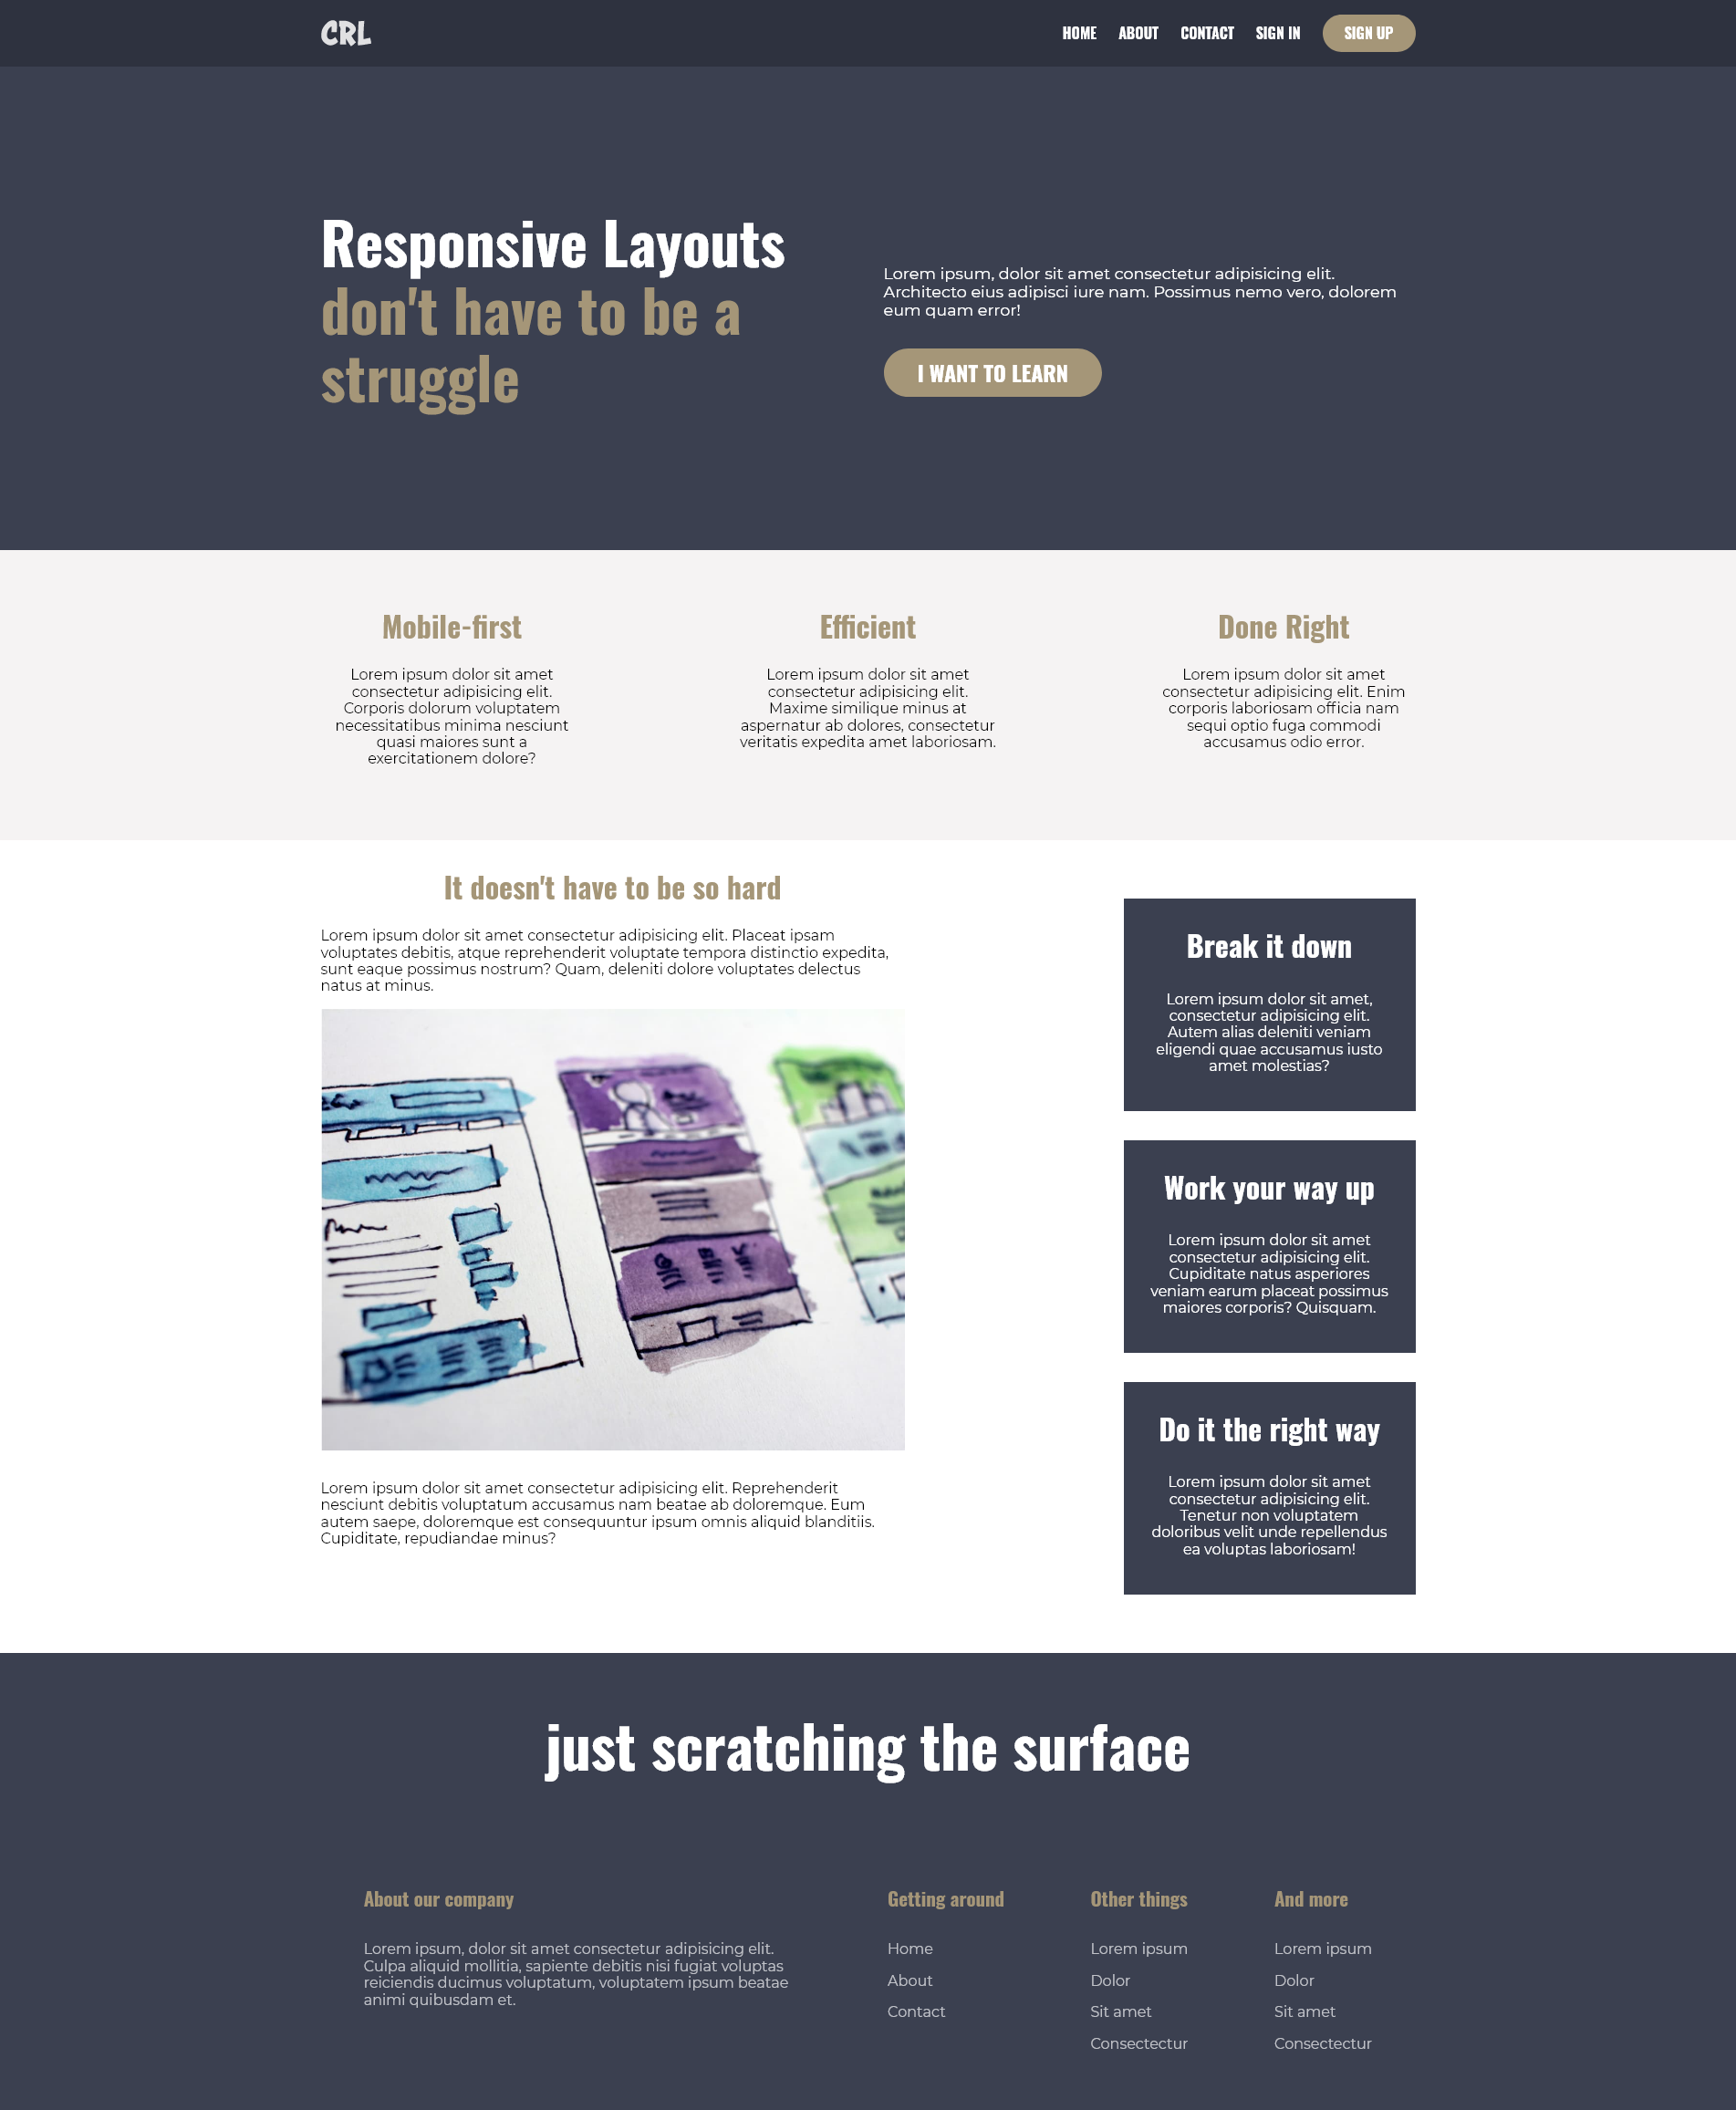 CRL
HOME ABOUT CONTACT SIGN IN SIGN UP
Responsive Layouts
don't have to be a
struggle
Lorem ipsum, dolor sit amet consectetur adipisicing elit.
Architecto eius adipisci iure nam. Possimus nemo vero, dolorem
eum quam error!
I WANT TO LEARN
Mobile-first
Lorem ipsum dolor sit amet
consectetur adipisicing elit.
Corporis dolorum voluptatem
necessitatibus minima nesciunt
quasi maiores sunt a
exercitationem dolore?
Efficient
Lorem ipsum dolor sit amet
consectetur adipisicing elit.
Maxime similique minus at
aspernatur ab dolores, consectetur
veritatis expedita amet laboriosam.
Done Right
Lorem ipsum dolor sit amet
consectetur adipisicing elit. Enim
corporis laboriosam officia nam
sequi optio fuga commodi
accusamus odio error.
It doesn't have to be so hard
Lorem ipsum dolor sit amet consectetur adipisicing elit. Placeat ipsam
voluptates debitis, atque reprehenderit voluptate tempora distinctio expedita,
sunt eaque possimus nostrum? Quam, deleniti dolore voluptates delectus
natus at minus.
Lorem ipsum dolor sit amet consectetur adipisicing elit. Reprehenderit
nesciunt debitis voluptatum accusamus nam beatae ab doloremque. Eum
autem saepe, doloremque est consequuntur ipsum omnis aliquid blanditiis.
Cupiditate, repudiandae minus?
Break it down
Lorem ipsum dolor sit amet,
consectetur adipisicing elit.
Autem alias deleniti veniam
eligendi quae accusamus iusto
amet molestias?
Work your way up
Lorem ipsum dolor sit amet
consectetur adipisicing elit.
Cupiditate natus asperiores
veniam earum placeat possimus
maiores corporis? Quisquam.
Do it the right way
Lorem ipsum dolor sit amet
consectetur adipisicing elit.
Tenetur non voluptatem
doloribus velit unde repellendus
ea voluptas laboriosam!
just scratching the surface
About our company
Lorem ipsum, dolor sit amet consectetur adipisicing elit.
Culpa aliquid mollitia, sapiente debitis nisi fugiat voluptas
reiciendis ducimus voluptatum, voluptatem ipsum beatae
animi quibusdam et.
Getting around
Home
About
Contact
Other things
Lorem ipsum
Dolor
Sit amet
Consectectur
And more
Lorem ipsum
Dolor
Sit amet
Consectectur